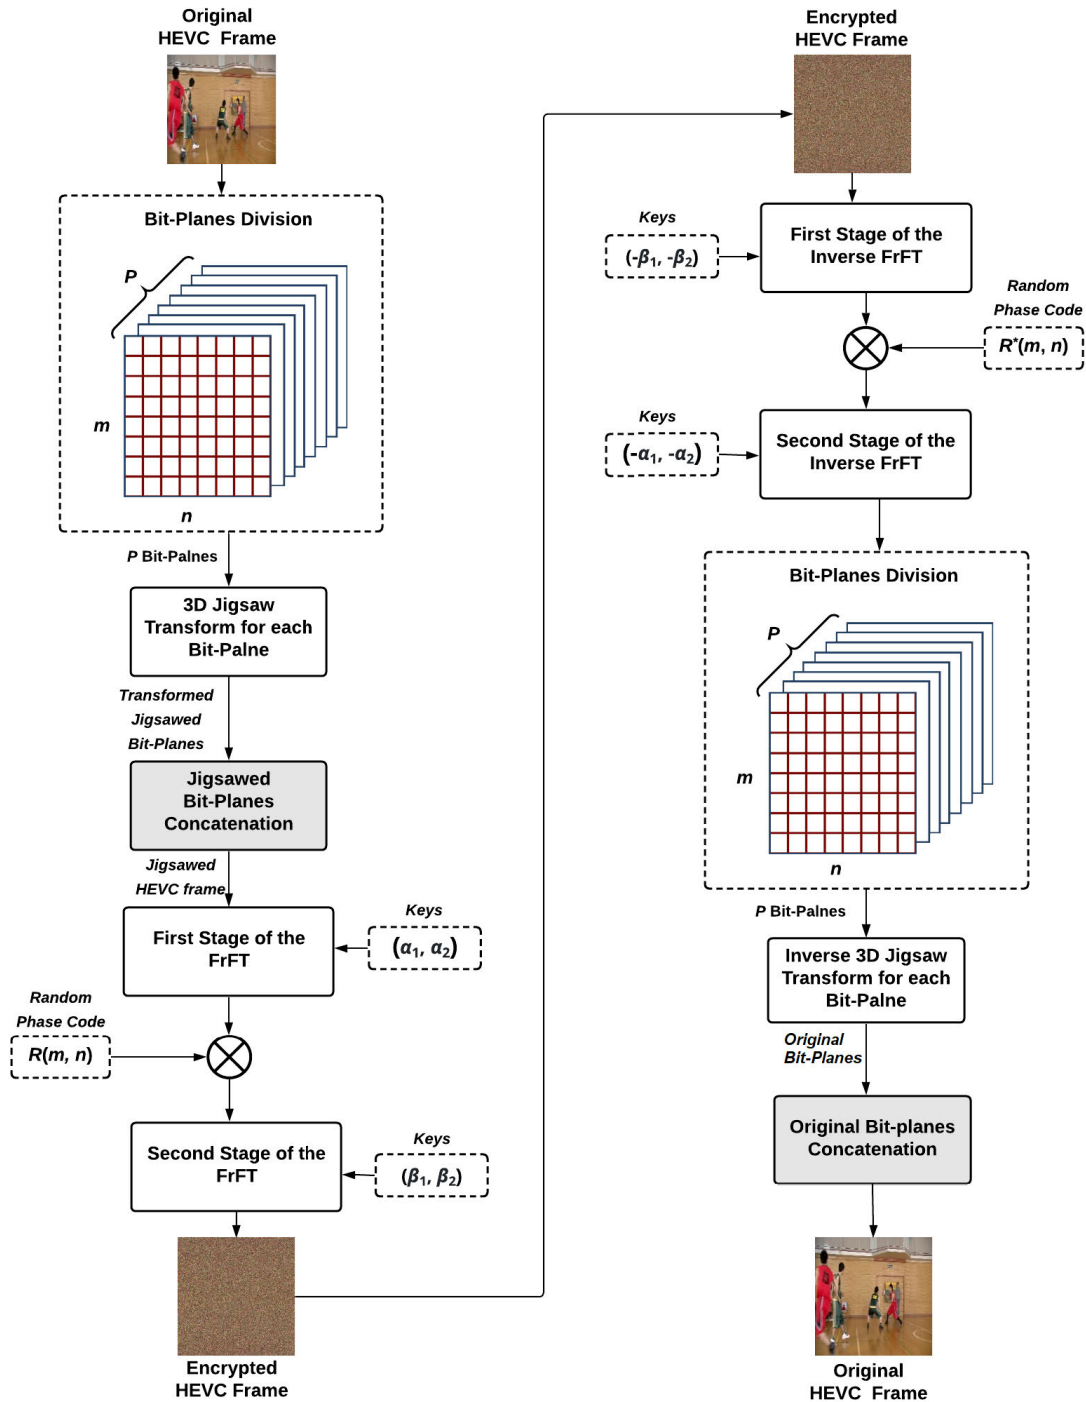 Original
HEVC Frame
Bit-Planes Division
P
m
n
P Bit-Palnes
3D Jigsaw
Transform for each
Bit-Palne
Transformed
Jigsawed
Bit-Planes
Jigsawed
Bit-Planes
Concatenation
Jigsawed
HEVC frame
First Stage of the
FrFT
Keys
(α₁, α₂)
Random
Phase Code
R(m, n)
Second Stage of the
FrFT
Keys
(β₁, β₂)
Encrypted
HEVC Frame
Encrypted
HEVC Frame
Keys
(-β₁, -β₂)
First Stage of the
Inverse FrFT
Random
Phase Code
R*(m, n)
Keys
(-α₁, -α₂)
Second Stage of the
Inverse FrFT
Bit-Planes Division
P
m
n
P Bit-Palnes
Inverse 3D Jigsaw
Transform for each
Bit-Palne
Original
Bit-Planes
Original Bit-planes
Concatenation
Original
HEVC Frame